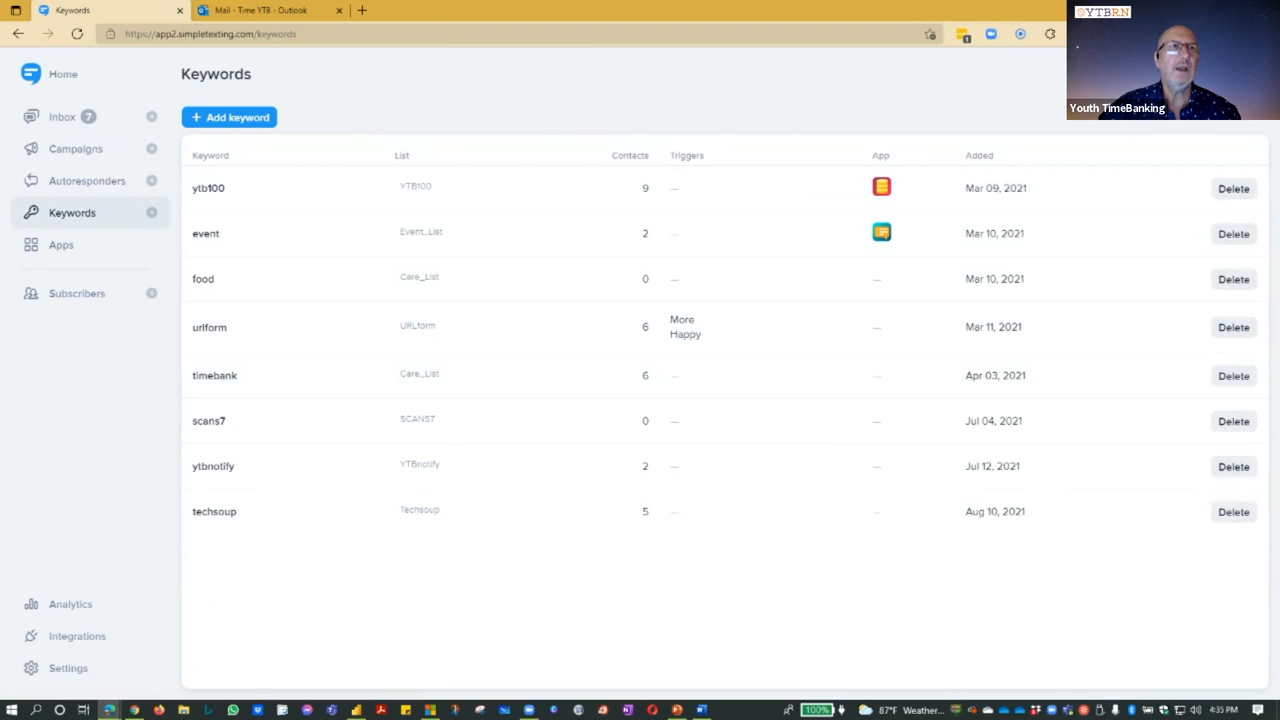 Keywords
Mail - Time YTB - Outlook
https://app2.simpletexting.com/keywords
1
YTBRN
Youth TimeBanking
Home
Inbox 7
Campaigns
Autoresponders
Keywords
Apps
Subscribers
Analytics
Integrations
Settings
Keywords
+ Add keyword
Keyword List Contacts Triggers App Added
ytb100 YTB100 9 — Mar 09, 2021 Delete
event Event_List 2 — Mar 10, 2021 Delete
food Care_List 0 — — Mar 10, 2021 Delete
urlform URLform 6 More — Mar 11, 2021 Delete
Happy
timebank Care_List 6 — — Apr 03, 2021 Delete
scans7 SCANS7 0 — — Jul 04, 2021 Delete
ytbnotify YTBnotify 2 — — Jul 12, 2021 Delete
techsoup Techsoup 5 — — Aug 10, 2021 Delete
100% 87°F Weather... 4:35 PM